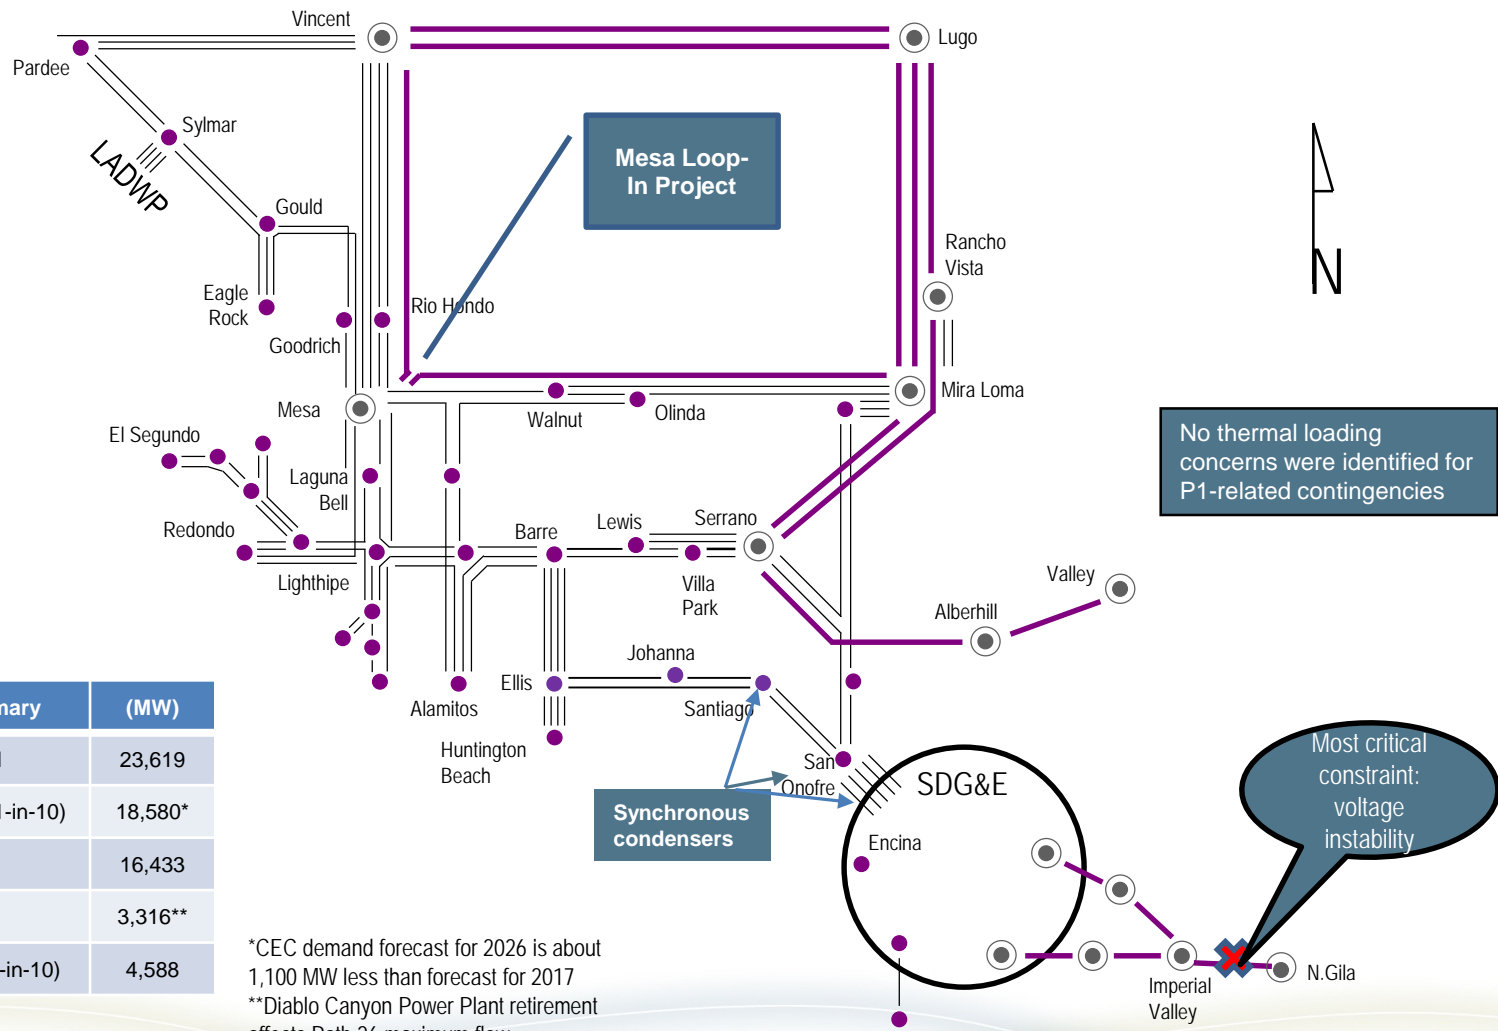 Vincent
Lugo
Pardee
Sylmar
LADWP
Mesa Loop-
In Project
Gould
Rancho
Vista
N
Eagle
Rock
Rio Hondo
Goodrich
Mesa
Walnut
Olinda
Mira Loma
El Segundo
No thermal loading
concerns were identified for
P1-related contingencies
Laguna
Bell
Redondo
Barre
Lewis
Serrano
Lighthipe
Villa
Park
Valley
Alberhill
Johanna
Ellis
Alamitos
Santiago
Huntington
Beach
San
Onofre
SDG&E
Most critical
constraint:
voltage
instability
Synchronous
condensers
Encina
Imperial
Valley
N.Gila
(MW)
23,619
-in-10) 18,580*
16,433
3,316**
-in-10) 4,588
*CEC demand forecast for 2026 is about
1,100 MW less than forecast for 2017
**Diablo Canyon Power Plant retirement